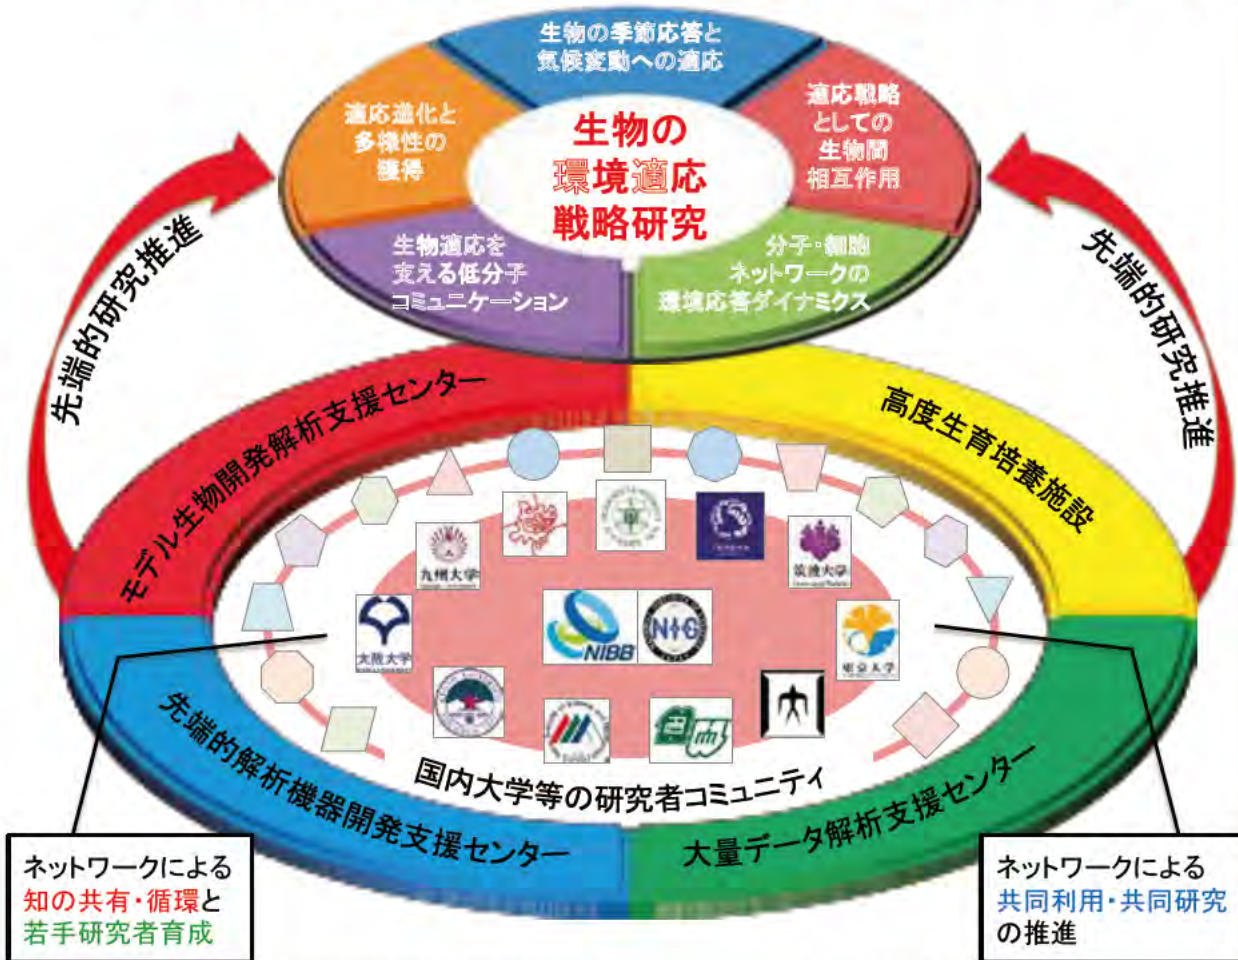 生物の季節応答と
気候変動への適応
適応進化と
多様性の
獲得
適応戦略
としての
生物間
相互作用
生物の
環境適応
戦略研究
生物適応を
支える低分子
コミュニケーション
分子・細胞
ネットワークの
環境応答ダイナミクス
先端的研究推進
先端的研究推進
モデル生物開発解析支援センター
高度生育培養施設
九州大学
筑波大学
大阪大学
NIBB
NIG
東京大学
国内大学等の研究者コミュニティ
先端的解析機器開発支援センター
大量データ解析支援センター
ネットワークによる
知の共有・循環と
若手研究者育成
ネットワークによる
共同利用・共同研究
の推進